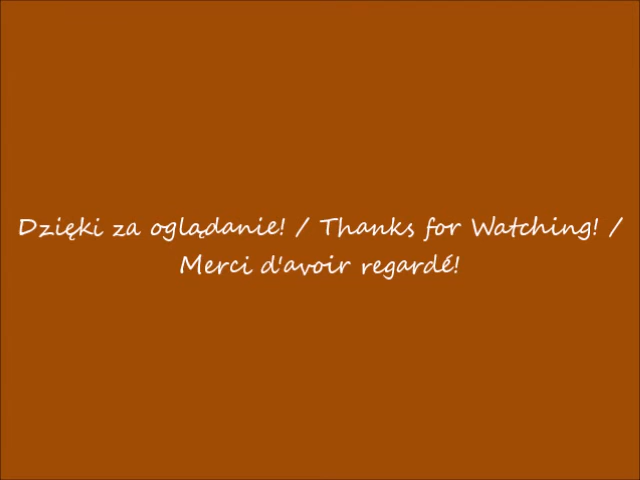 Dzięki za oglądanie! / Thanks for Watching! /
Merci d'avoir regardé!